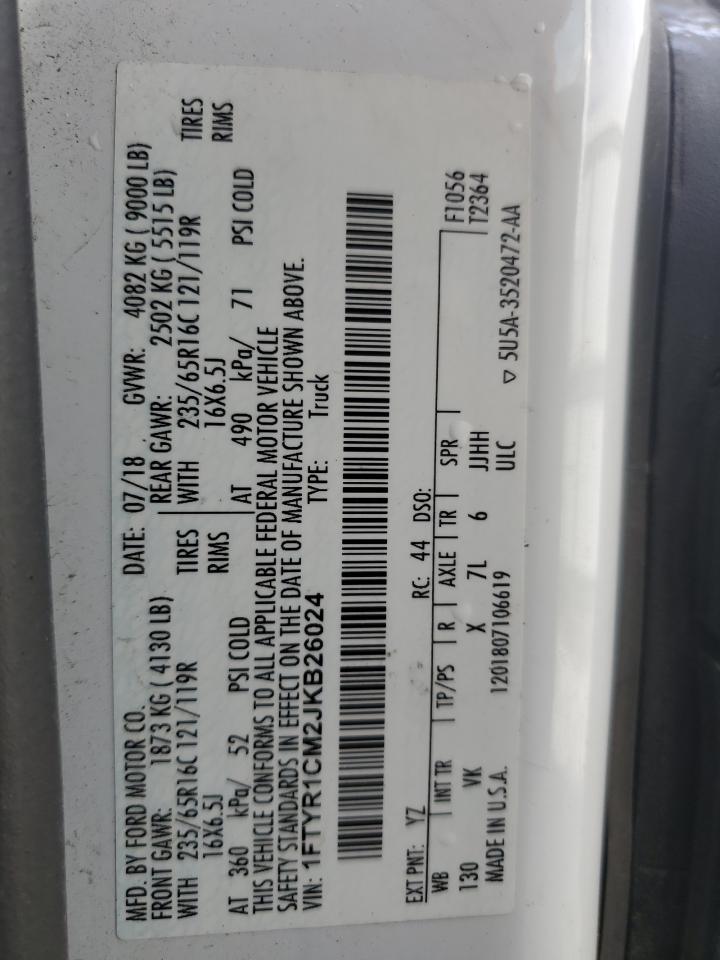 MFD. BY FORD MOTOR CO. DATE: 07/18 GVWR: 4082 KG ( 9000 LB)
FRONT GAWR: 1873 KG ( 4130 LB) REAR GAWR: 2502 KG ( 5515 LB)
WITH 235/65R16C 121/119R TIRES WITH 235/65R16C 121/119R TIRES
16X6.5J RIMS 16X6.5J RIMS
AT 360 kPa/ 52 PSI COLD AT 490 kPa/ 71 PSI COLD
THIS VEHICLE CONFORMS TO ALL APPLICABLE FEDERAL MOTOR VEHICLE
SAFETY STANDARDS IN EFFECT ON THE DATE OF MANUFACTURE SHOWN ABOVE.
VIN: 1FTYR1CM2JKB26024 TYPE: Truck
EXT PNT: YZ RC: 44 DSO: F1056
WB INT TR TP/PS R AXLE TR SPR T2364
130 VK X 7L 6 JJHH
MADE IN U.S.A. 1201807106619 ULC ▽ 5U5A-3520472-AA